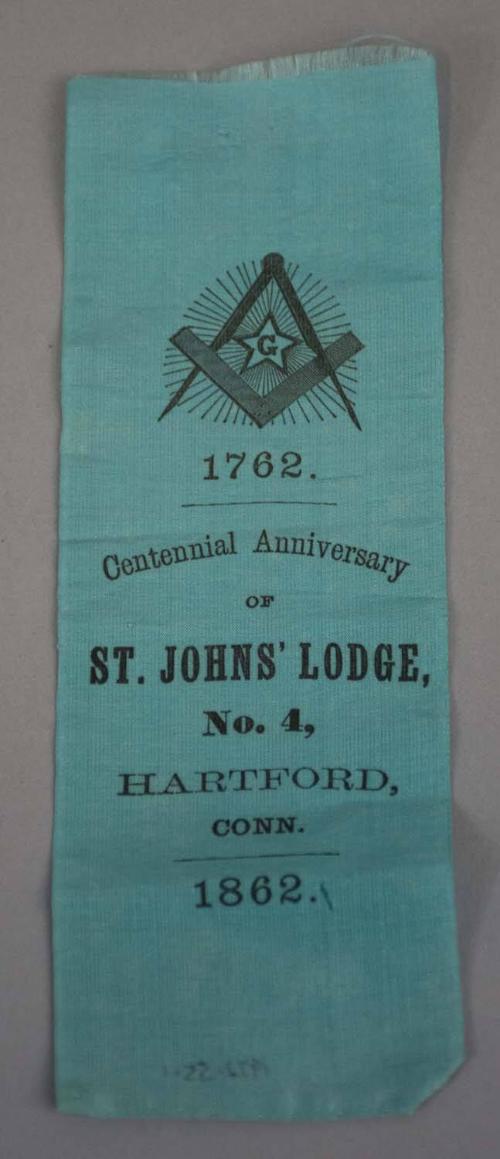 G
1762.
Centennial Anniversary
OF
ST. JOHNS' LODGE,
No. 4,
HARTFORD,
CONN.
1862.